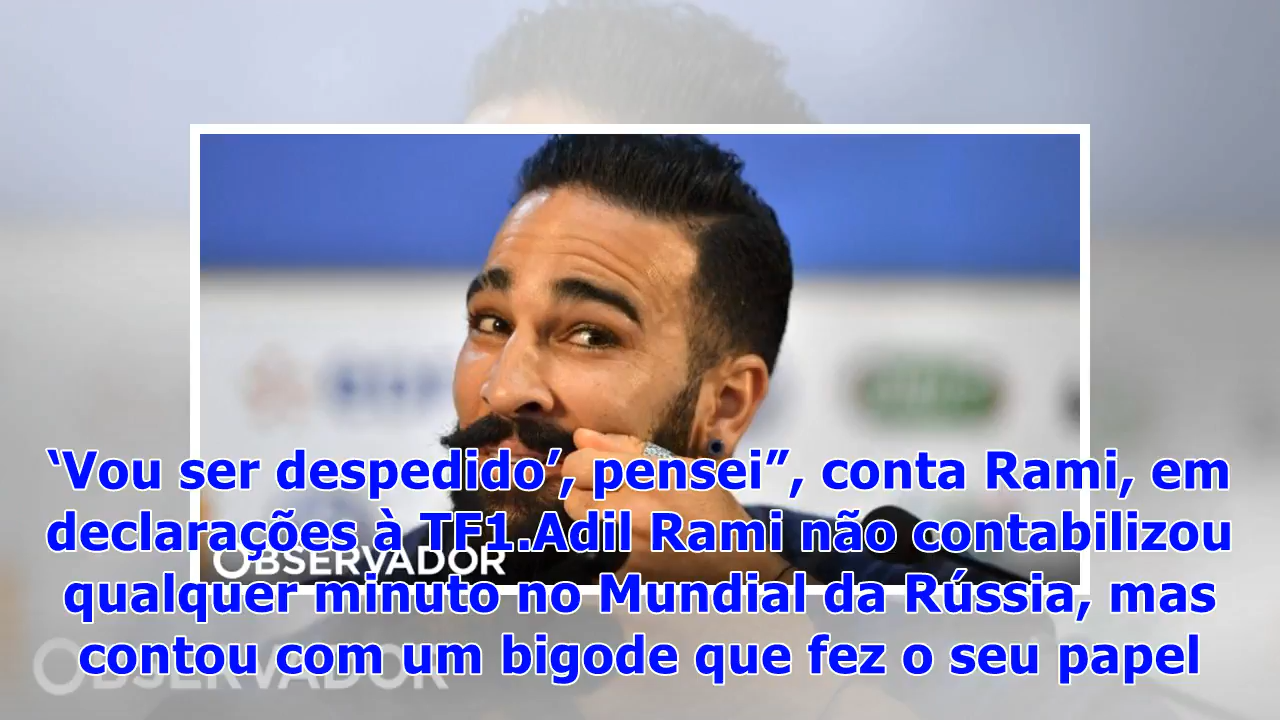 ‘Vou ser despedido’, pensei”, conta Rami, em
declarações à TF1.Adil Rami não contabilizou
OBSERVADOR
qualquer minuto no Mundial da Rússia, mas
contou com um bigode que fez o seu papel
OBSERVADOR